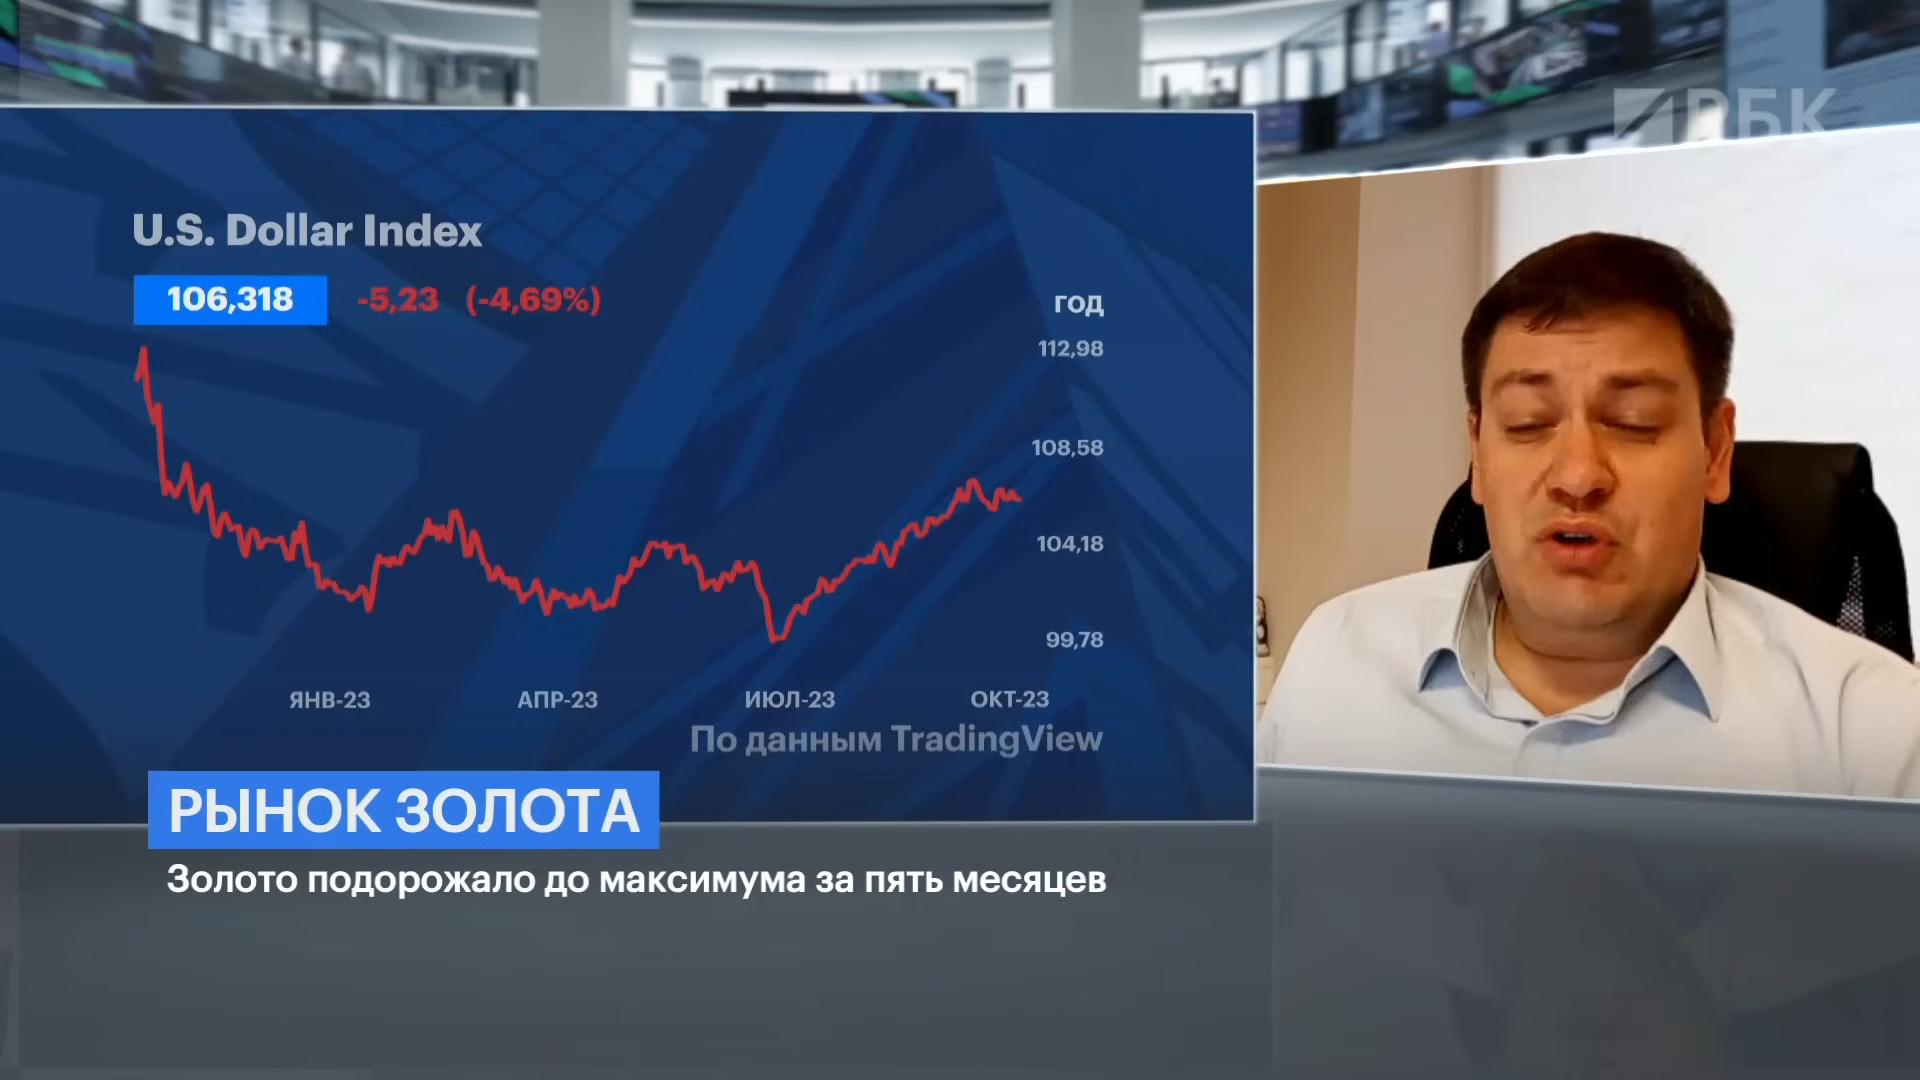 РБК
U.S. Dollar Index
106,318 -5,23 (-4,69%)
ГОД
112,98
108,58
104,18
99,78
ЯНВ-23 АПР-23 ИЮЛ-23 ОКТ-23
По данным TradingView
РЫНОК ЗОЛОТА
Золото подорожало до максимума за пять месяцев